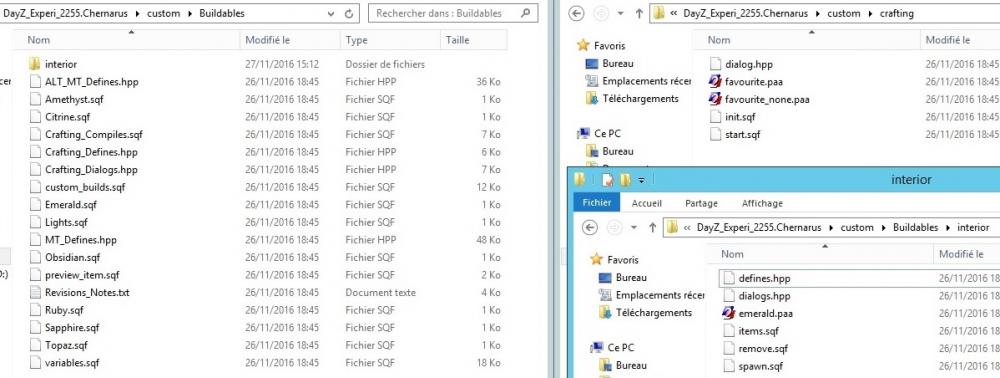 DayZ_Experi_2255.Chernarus ▸ custom ▸ Buildables
Rechercher dans : Buildables
Nom Modifié le Type Taille
interior 27/11/2016 15:12 Dossier de fichiers
ALT_MT_Defines.hpp 26/11/2016 18:45 Fichier HPP 36 Ko
Amethyst.sqf 26/11/2016 18:45 Fichier SQF 1 Ko
Citrine.sqf 26/11/2016 18:45 Fichier SQF 1 Ko
Crafting_Compiles.sqf 26/11/2016 18:45 Fichier SQF 7 Ko
Crafting_Defines.hpp 26/11/2016 18:45 Fichier HPP 6 Ko
Crafting_Dialogs.hpp 26/11/2016 18:45 Fichier HPP 7 Ko
custom_builds.sqf 26/11/2016 18:45 Fichier SQF 12 Ko
Emerald.sqf 26/11/2016 18:45 Fichier SQF 1 Ko
Lights.sqf 26/11/2016 18:45 Fichier SQF 2 Ko
MT_Defines.hpp 26/11/2016 18:45 Fichier HPP 48 Ko
Obsidian.sqf 26/11/2016 18:45 Fichier SQF 1 Ko
preview_item.sqf 26/11/2016 18:45 Fichier SQF 2 Ko
Revisions_Notes.txt 26/11/2016 18:45 Document texte 4 Ko
Ruby.sqf 26/11/2016 18:45 Fichier SQF 1 Ko
Sapphire.sqf 26/11/2016 18:45 Fichier SQF 1 Ko
Topaz.sqf 26/11/2016 18:45 Fichier SQF 1 Ko
variables.sqf 26/11/2016 18:45 Fichier SQF 18 Ko
DayZ_Experi_2255.Chernarus ▸ custom ▸ crafting
Favoris
Bureau
Emplacements récer
Téléchargements
Ce PC
Bureau
Nom Modifié le
dialog.hpp 26/11/2016 18:45
favourite.paa 26/11/2016 18:45
favourite_none.paa 26/11/2016 18:45
init.sqf 26/11/2016 18:45
start.sqf 26/11/2016 18:45
interior
Fichier Accueil Partage Affichage
DayZ_Experi_2255.Chernarus ▸ custom ▸ Buildables ▸ interior
Favoris
Bureau
Emplacements récer
Téléchargements
Ce PC
Bureau
Nom Modifié le
defines.hpp 26/11/2016 18
dialogs.hpp 26/11/2016 18
emerald.paa 26/11/2016 18
items.sqf 26/11/2016 18
remove.sqf 26/11/2016 18
spawn.sqf 26/11/2016 18